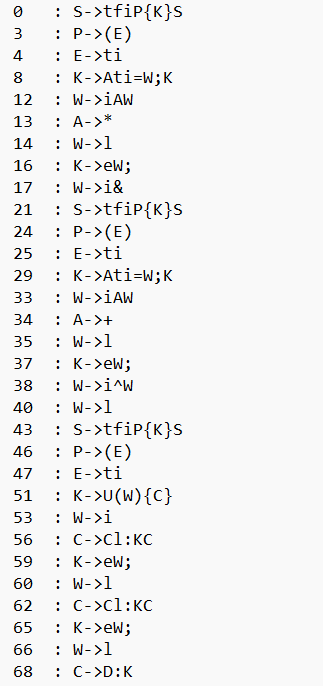 0   : S->tfiP{K}S
3   : P->(E)
4   : E->ti
8   : K->Ati=W;K
12  : W->iAW
13  : A->*
14  : W->l
16  : K->eW;
17  : W->i&
21  : S->tfiP{K}S
24  : P->(E)
25  : E->ti
29  : K->Ati=W;K
33  : W->iAW
34  : A->+
35  : W->l
37  : K->eW;
38  : W->i^W
40  : W->l
43  : S->tfiP{K}S
46  : P->(E)
47  : E->ti
51  : K->U(W){C}
53  : W->i
56  : C->Cl:KC
59  : K->eW;
60  : W->l
62  : C->Cl:KC
65  : K->eW;
66  : W->l
68  : C->D:K